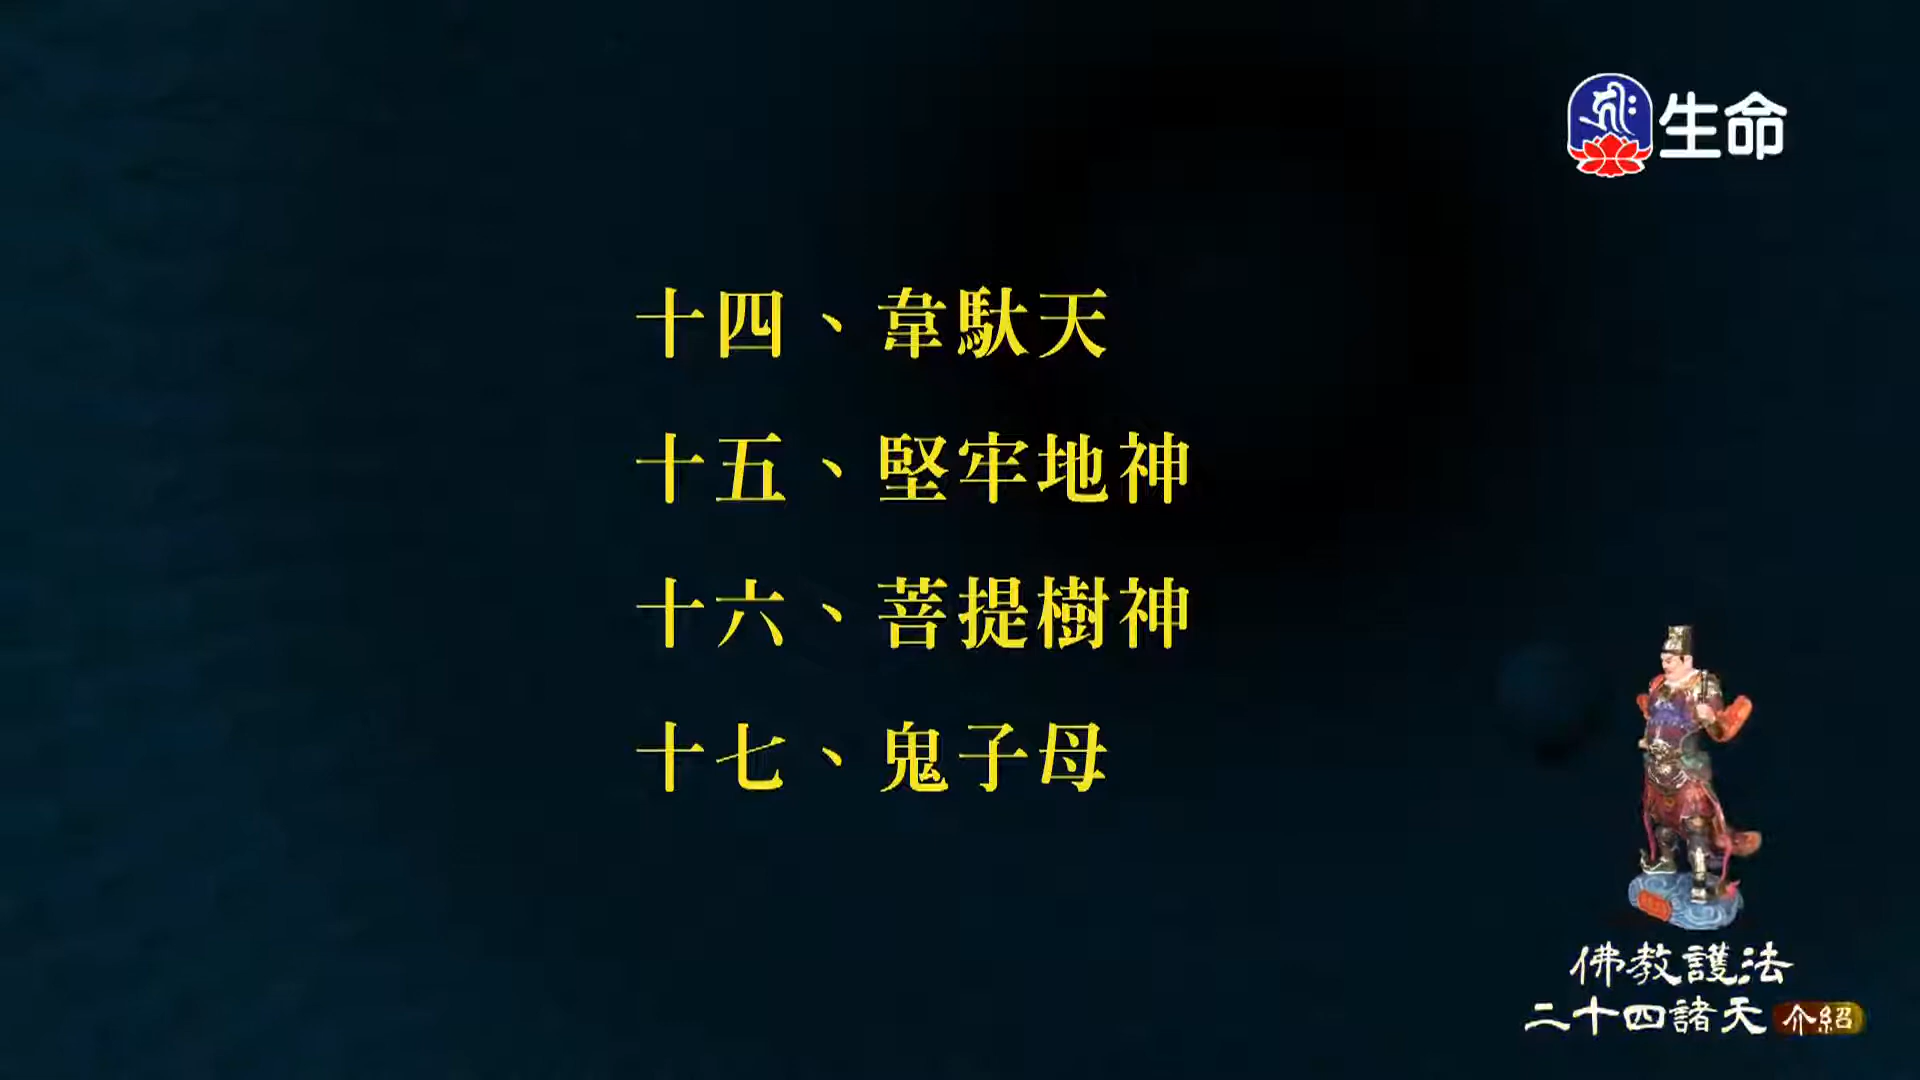 生命
十四、韋馱天
十五、堅牢地神
十六、菩提樹神
十七、鬼子母
佛教護法
二十四諸天 介紹